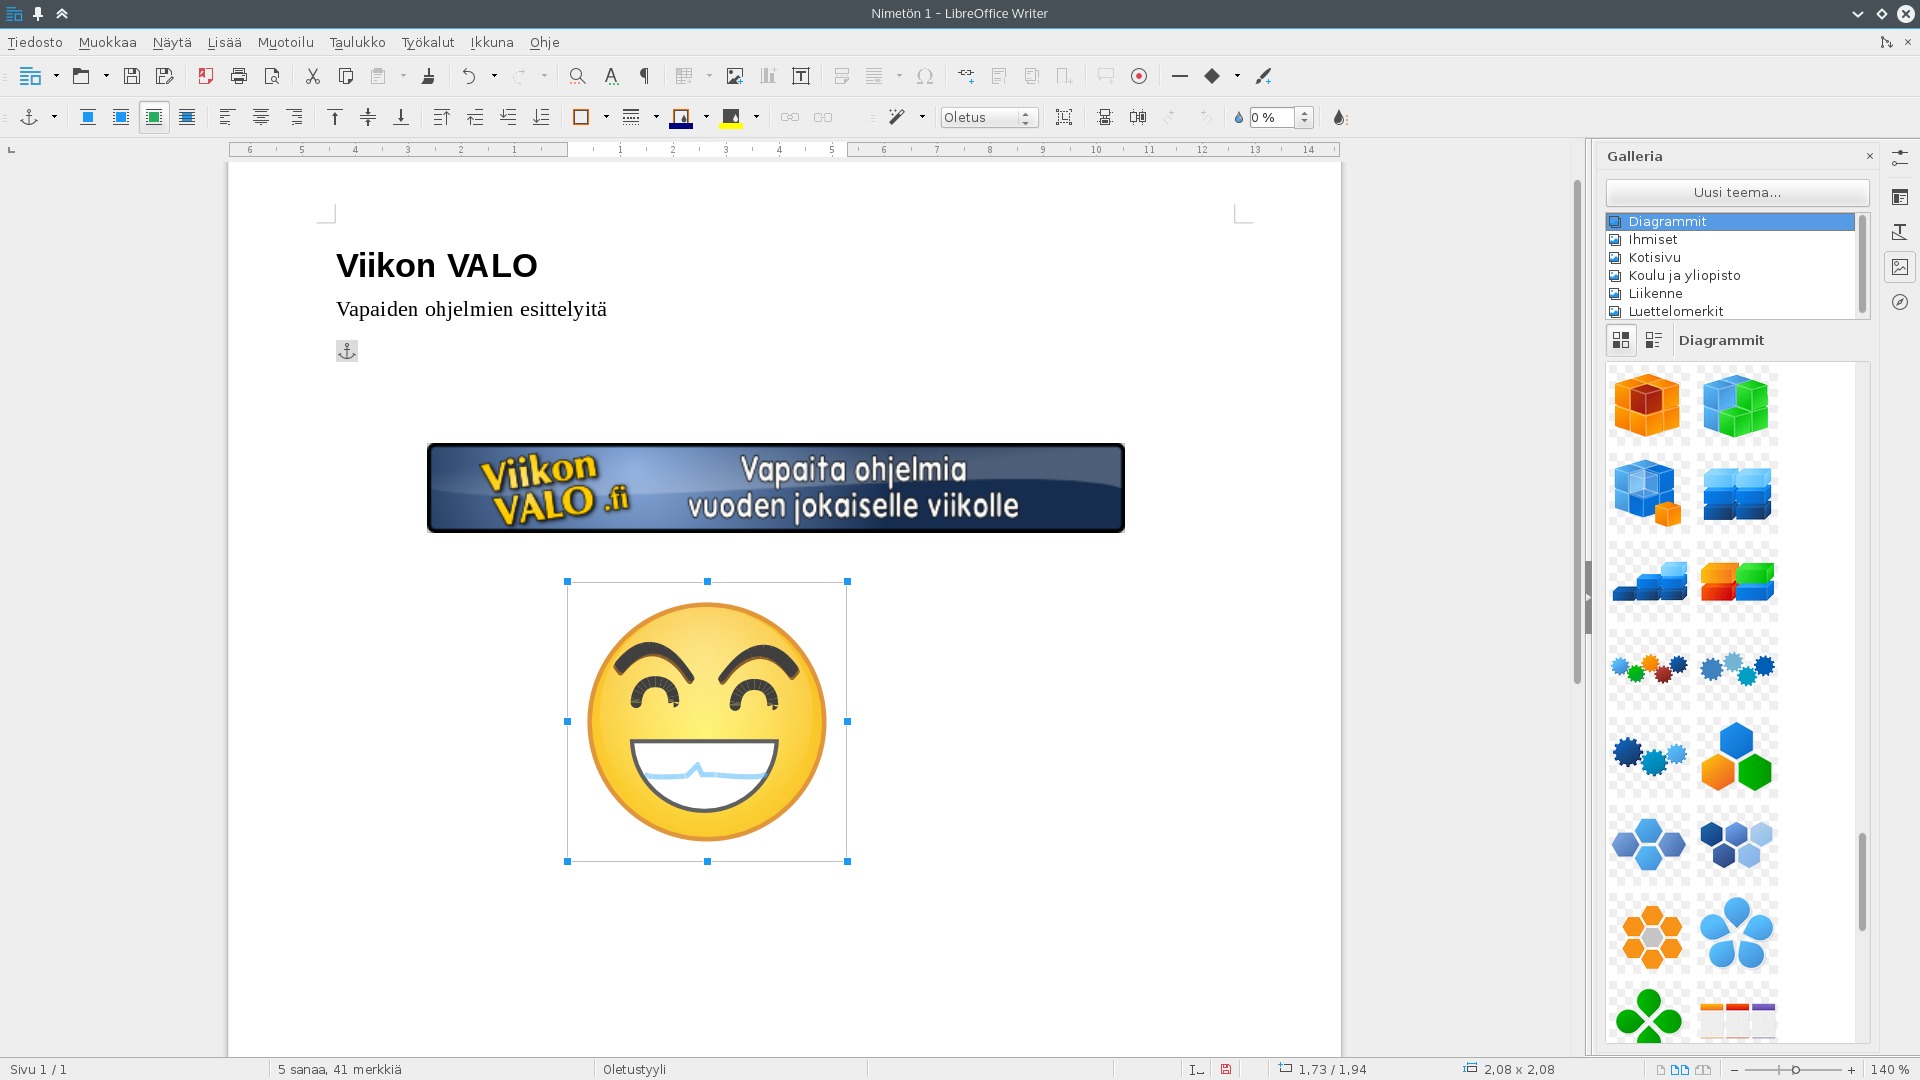 Nimetön 1 - LibreOffice Writer
Tiedosto Muokkaa Näytä Lisää Muotoilu Taulukko Työkalut Ikkuna Ohje
Oletus
0 %
6 5 4 3 2 1 1 2 3 4 5 6 7 8 9 10 11 12 13 14
Viikon VALO
Vapaiden ohjelmien esittelyitä
Viikon
VALO .fi
Vapaita ohjelmia
vuoden jokaiselle viikolle
Galleria
Uusi teema...
Diagrammit
Ihmiset
Kotisivu
Koulu ja yliopisto
Liikenne
Luettelomerkit
Diagrammit
Sivu 1 / 1
5 sanaa, 41 merkkiä
Oletustyyli
1,73 / 1,94
2,08 x 2,08
140 %